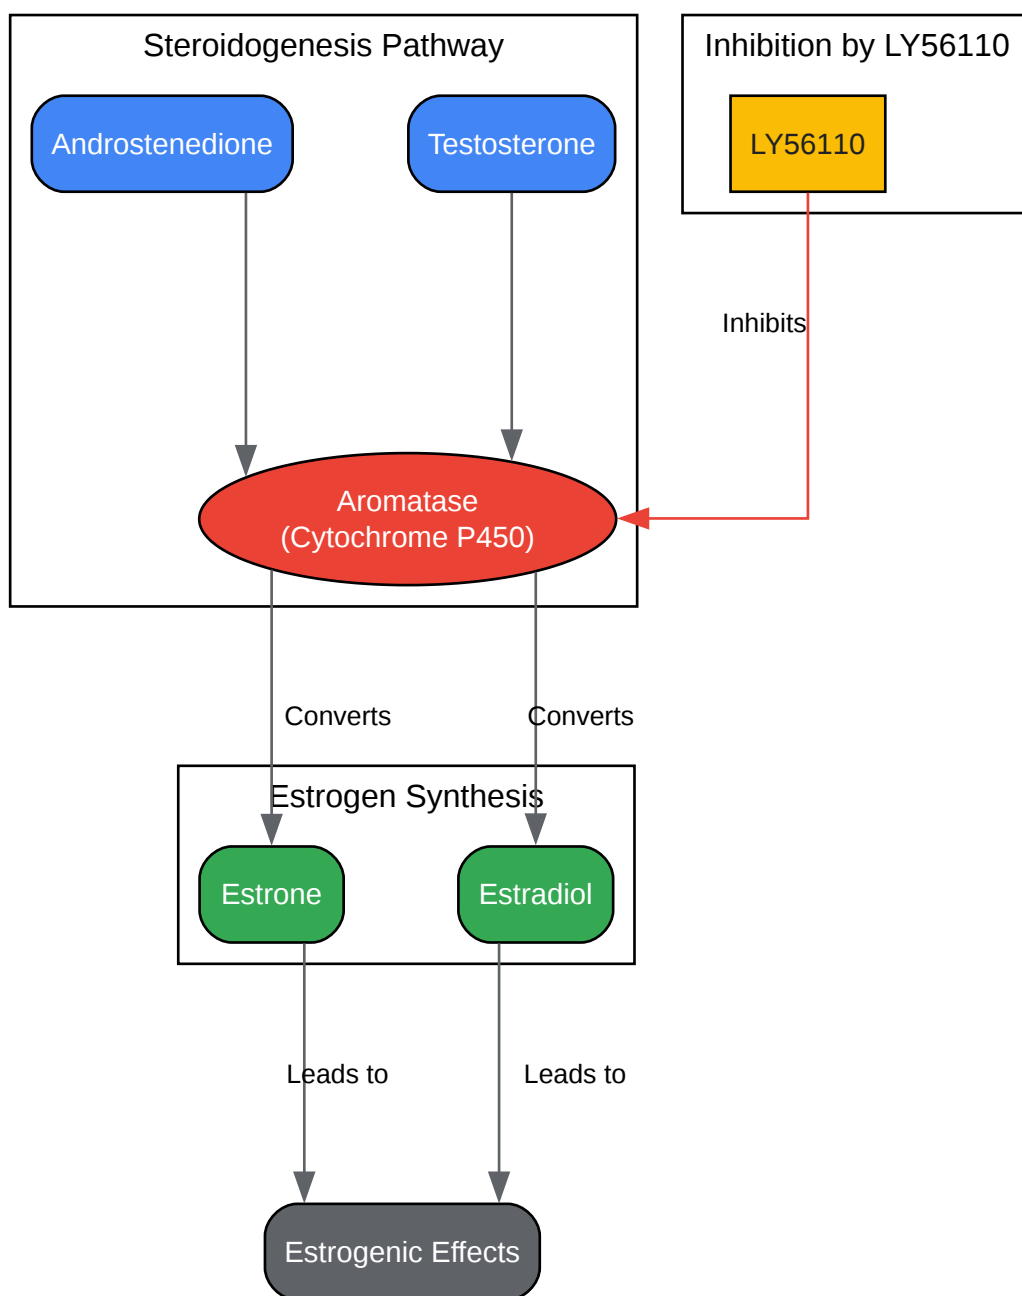 Steroidogenesis Pathway
Inhibition by LY56110
Androstenedione
Testosterone
LY56110
Inhibits
Aromatase
(Cytochrome P450)
Converts
Converts
Estrogen Synthesis
Estrone
Estradiol
Leads to
Leads to
Estrogenic Effects